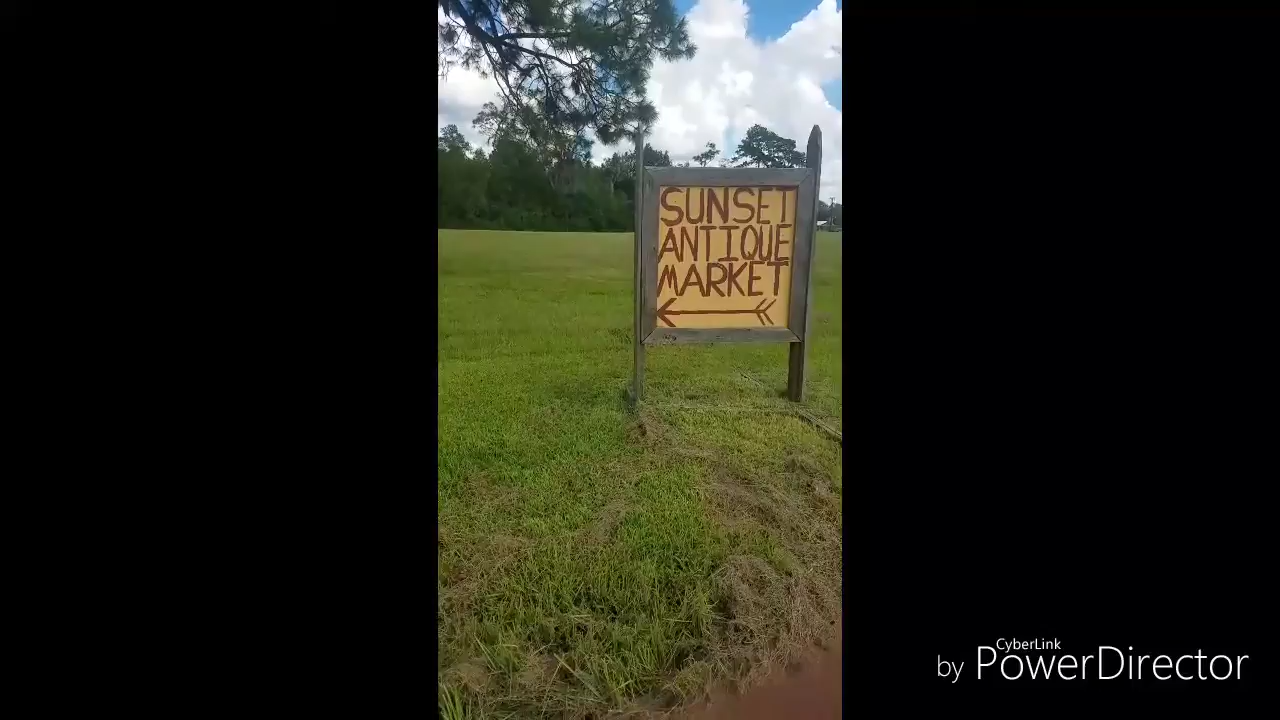 SUNSET
ANTIQUE
MARKET
CyberLink
by PowerDirector